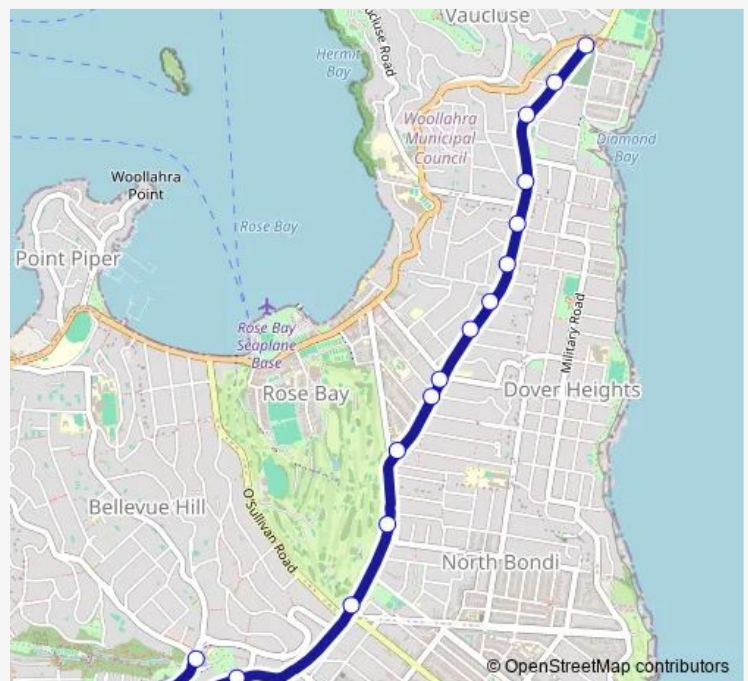 Vaucluse
ucluse Road
Hermit
Bay
Woollahra
Municipal
Council
Diamond
Bay
Woollahra
Point
Rose Bay
Point Piper
Rose Bay
Seaplane
Base
Military Road
Rose Bay
Dover Heights
Bellevue Hill
O'Sullivan Road
North Bondi
© OpenStreetMap contributors